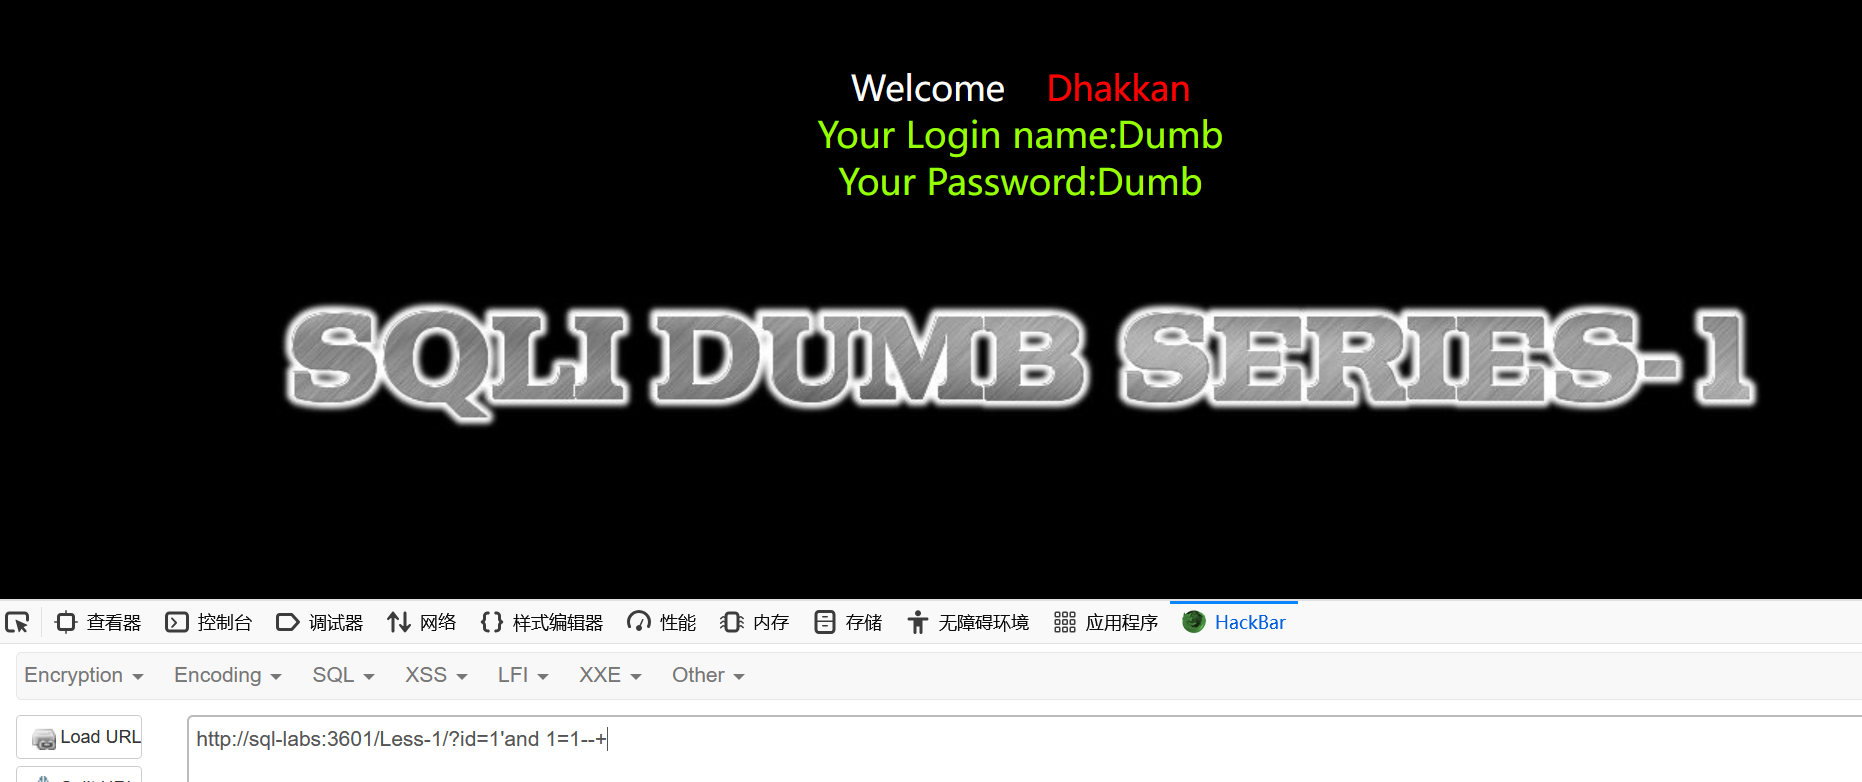 Welcome Dhakkan
Your Login name:Dumb
Your Password:Dumb
SQLI DUMB SERIES-1
查看器 控制台 调试器 网络 样式编辑器 性能 内存 存储 无障碍环境 应用程序 HackBar
Encryption Encoding SQL XSS LFI XXE Other
Load URL http://sql-labs:3601/Less-1/?id=1'and 1=1--+